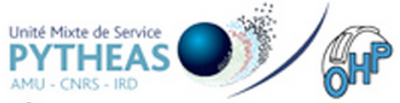 Unité Mixte de Service
PYTHEAS
AMU - CNRS - IRD
OHP